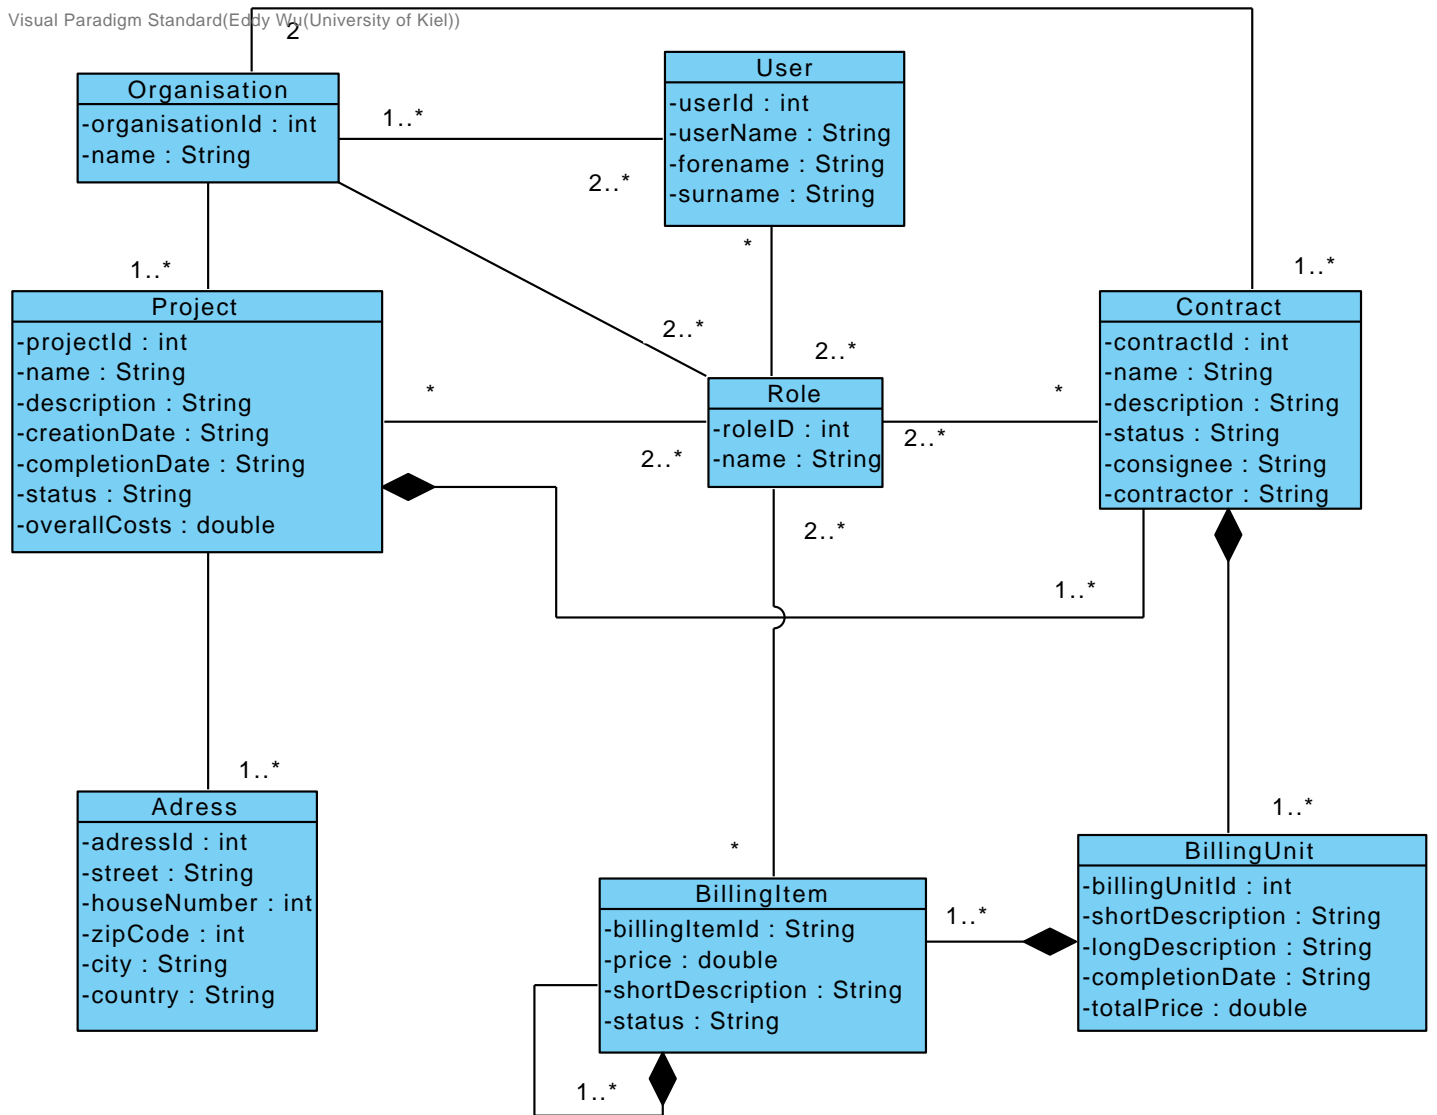 Visual Paradigm Standard(Eddy Wu(University of Kiel))
2
User
-userId : int
-userName : String
-forename : String
-surname : String
Organisation
-organisationId : int
-name : String
1..*
2..*
*
1..*
1..*
Project
-projectId : int
-name : String
-description : String
-creationDate : String
-completionDate : String
-status : String
-overallCosts : double
Contract
-contractId : int
-name : String
-description : String
-status : String
-consignee : String
-contractor : String
2..*
2..*
*
*
Role
-roleID : int
-name : String
2..*
2..*
2..*
1..*
1..*
Adress
-adressId : int
-street : String
-houseNumber : int
-zipCode : int
-city : String
-country : String
*
1..*
BillingItem
-billingItemId : String
-price : double
-shortDescription : String
-status : String
1..*
BillingUnit
-billingUnitId : int
-shortDescription : String
-longDescription : String
-completionDate : String
-totalPrice : double
1..*